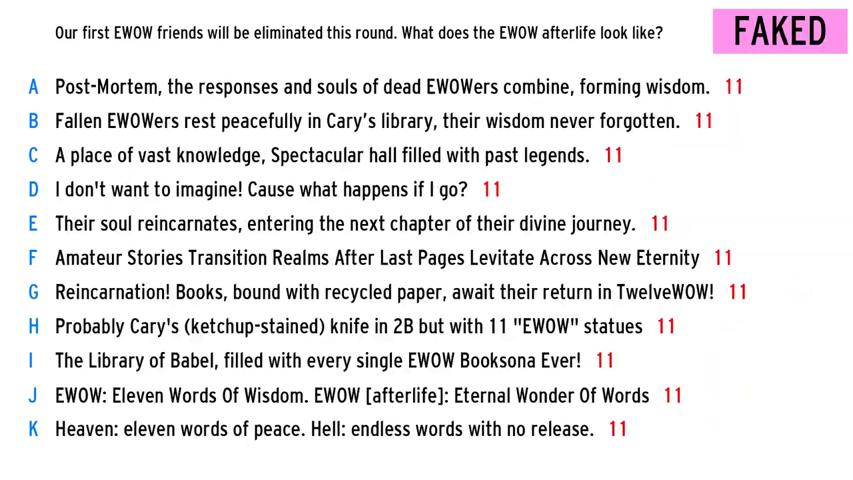 Our first EWOW friends will be eliminated this round. What does the EWOW afterlife look like?
FAKED
A Post-Mortem, the responses and souls of dead EWOWers combine, forming wisdom. 11
B Fallen EWOWers rest peacefully in Cary's library, their wisdom never forgotten. 11
C A place of vast knowledge, Spectacular hall filled with past legends. 11
D I don't want to imagine! Cause what happens if I go? 11
E Their soul reincarnates, entering the next chapter of their divine journey. 11
F Amateur Stories Transition Realms After Last Pages Levitate Across New Eternity 11
G Reincarnation! Books, bound with recycled paper, await their return in TwelveWOW! 11
H Probably Cary's (ketchup-stained) knife in 2B but with 11 "EWOW" statues 11
I The Library of Babel, filled with every single EWOW Booksona Ever! 11
J EWOW: Eleven Words Of Wisdom. EWOW [afterlife]: Eternal Wonder Of Words 11
K Heaven: eleven words of peace. Hell: endless words with no release. 11